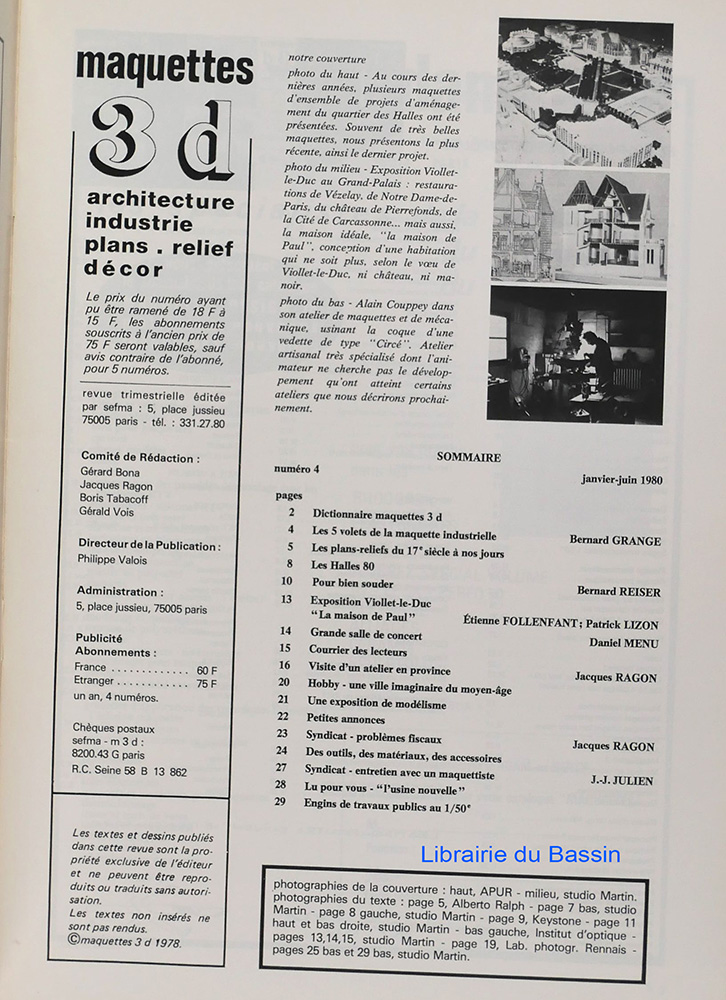 maquettes
3 d
architecture
industrie
plans . relief
décor
Le prix du numéro ayant
pu être ramené de 18 F à
15 F, les abonnements
souscrits à l'ancien prix de
75 F seront valables, sauf
avis contraire de l'abonné,
pour 5 numéros.
revue trimestrielle éditée
par sefma : 5, place jussieu
75005 paris - tél. : 331.27.80
Comité de Rédaction :
Gérard Bona
Jacques Ragon
Boris Tabacoff
Gérald Vois
Directeur de la Publication :
Philippe Valois
Administration :
5, place jussieu, 75005 paris
Publicité
Abonnements :
France . . . . . . . . . . . . 60 F
Etranger . . . . . . . . . . . 75 F
un an, 4 numéros.
Chèques postaux
sefma - m 3 d :
8200.43 G paris
R.C. Seine 58 B 13 862
Les textes et dessins publiés
dans cette revue sont la pro-
priété exclusive de l'éditeur
et ne peuvent être repro-
duits ou traduits sans autori-
sation.
Les textes non insérés ne
sont pas rendus.
©maquettes 3 d 1978.
notre couverture
photo du haut - Au cours des der-
nières années, plusieurs maquettes
d'ensemble de projets d'aménage-
ment du quartier des Halles ont été
présentées. Souvent de très belles
maquettes, nous présentons la plus
récente, ainsi le dernier projet.
photo du milieu - Exposition Viollet-
le-Duc au Grand-Palais : restaura-
tions de Vézelay, de Notre Dame-de-
Paris, du château de Pierrefonds, de
la Cité de Carcassonne... mais aussi,
la maison idéale, "la maison de
Paul", conception d'une habitation
qui ne soit plus, selon le vœu de
Viollet-le-Duc, ni château, ni ma-
noir.
photo du bas - Alain Couppey dans
son atelier de maquettes et de méca-
nique, usinant la coque d'une
vedette de type "Circé". Atelier
artisanal très spécialisé dont l'ani-
mateur ne cherche pas le dévelop-
pement qu'ont atteint certains
ateliers que nous décrirons prochai-
nement.
SOMMAIRE
numéro 4 janvier-juin 1980
pages
2 Dictionnaire maquettes 3 d
4 Les 5 volets de la maquette industrielle Bernard GRANGE
5 Les plans-reliefs du 17e siècle à nos jours
8 Les Halles 80
10 Pour bien souder Bernard REISER
13 Exposition Viollet-le-Duc
"La maison de Paul" Étienne FOLLENFANT ; Patrick LIZON
14 Grande salle de concert Daniel MENU
15 Courrier des lecteurs
16 Visite d'un atelier en province Jacques RAGON
20 Hobby - une ville imaginaire du moyen-âge
21 Une exposition de modélisme
22 Petites annonces
23 Syndicat - problèmes fiscaux Jacques RAGON
24 Des outils, des matériaux, des accessoires
27 Syndicat - entretien avec un maquettiste J.-J. JULIEN
28 Lu pour vous - "l'usine nouvelle"
29 Engins de travaux publics au 1/50e
Librairie du Bassin
photographies de la couverture : haut, APUR - milieu, studio Martin.
photographies du texte : page 5, Alberto Ralph - page 7 bas, studio
Martin - page 8 gauche, studio Martin - page 9, Keystone - page 11
haut et bas droite, studio Martin - bas gauche, Institut d'optique -
pages 13,14,15, studio Martin - page 19, Lab. photogr. Rennais -
pages 25 bas et 29 bas, studio Martin.